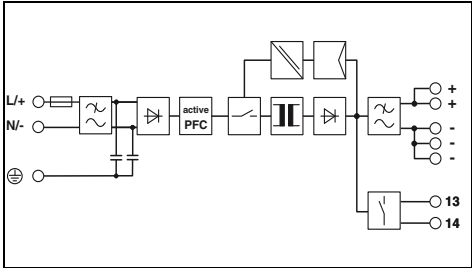 L/+
active
PFC
N/-
+
+
-
-
-
13
14